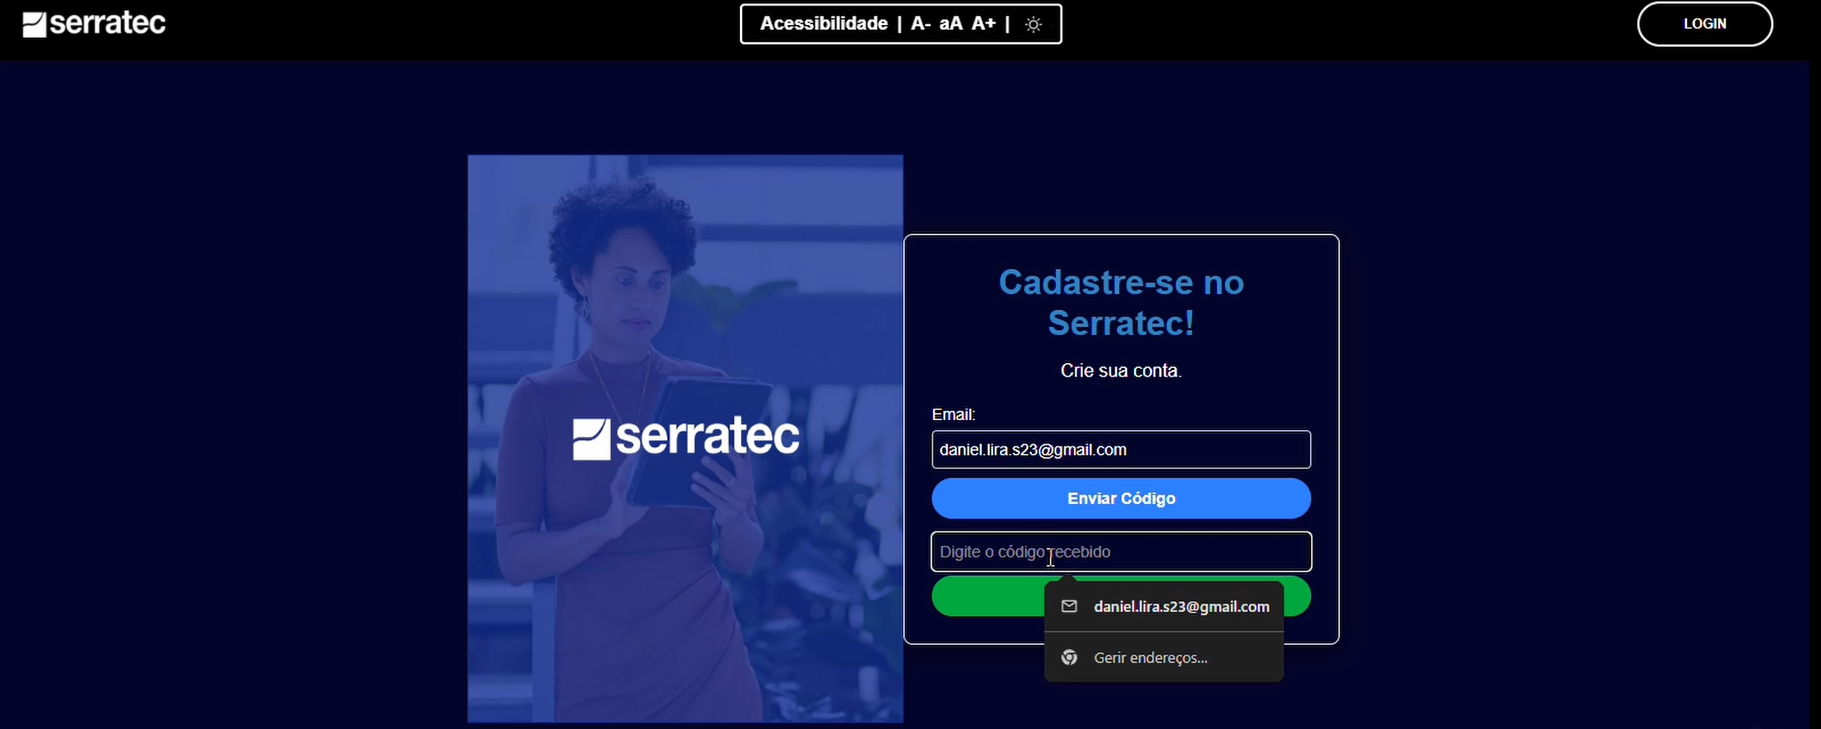 serratec
Acessibilidade | A- aA A+ |
LOGIN
serratec
Cadastre-se no
Serratec!
Crie sua conta.
Email:
daniel.lira.s23@gmail.com
Enviar Código
Digite o código recebido
daniel.lira.s23@gmail.com
Gerir endereços...